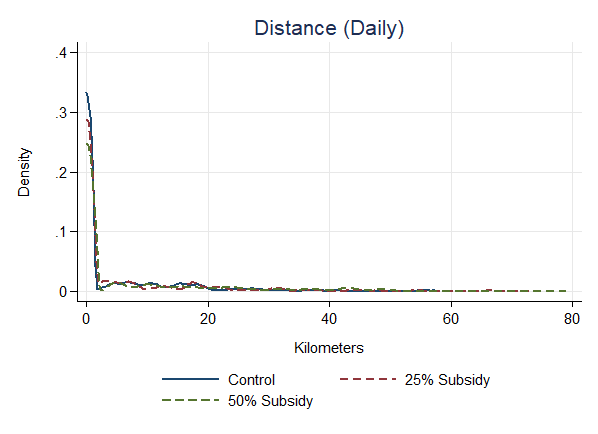 Distance (Daily)
.4
.3
.2
.1
0
Density
0 20 40 60 80
Kilometers
Control 25% Subsidy
50% Subsidy